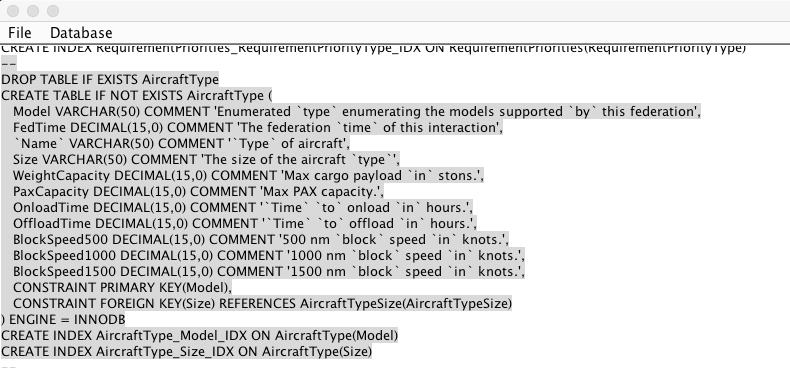 File Database
CREATE INDEX RequirementPriorities_RequirementPriorityType_IDX ON RequirementPriorities(RequirementPriorityType)
--
DROP TABLE IF EXISTS AircraftType
CREATE TABLE IF NOT EXISTS AircraftType (
Model VARCHAR(50) COMMENT 'Enumerated `type` enumerating the models supported `by` this federation',
FedTime DECIMAL(15,0) COMMENT 'The federation `time` of this interaction',
`Name` VARCHAR(50) COMMENT '`Type` of aircraft',
Size VARCHAR(50) COMMENT 'The size of the aircraft `type`',
WeightCapacity DECIMAL(15,0) COMMENT 'Max cargo payload `in` stons.',
PaxCapacity DECIMAL(15,0) COMMENT 'Max PAX capacity.',
OnloadTime DECIMAL(15,0) COMMENT '`Time` `to` onload `in` hours.',
OffloadTime DECIMAL(15,0) COMMENT '`Time` `to` offload `in` hours.',
BlockSpeed500 DECIMAL(15,0) COMMENT '500 nm `block` speed `in` knots.',
BlockSpeed1000 DECIMAL(15,0) COMMENT '1000 nm `block` speed `in` knots.',
BlockSpeed1500 DECIMAL(15,0) COMMENT '1500 nm `block` speed `in` knots.',
CONSTRAINT PRIMARY KEY(Model),
CONSTRAINT FOREIGN KEY(Size) REFERENCES AircraftTypeSize(AircraftTypeSize)
) ENGINE = INNODB
CREATE INDEX AircraftType_Model_IDX ON AircraftType(Model)
CREATE INDEX AircraftType_Size_IDX ON AircraftType(Size)
--